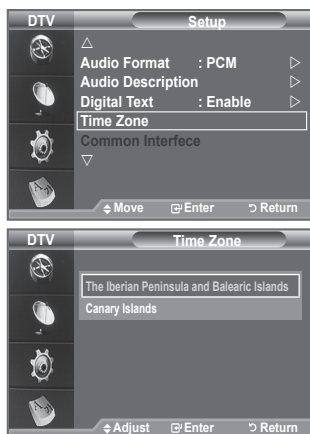 DTV Setup
△
Audio Format : PCM ▷
Audio Description ▷
Digital Text : Enable ▷
Time Zone
Common Interfece
▽
Move Enter Return
DTV Time Zone
The Iberian Peninsula and Balearic Islands
Canary Islands
Adjust Enter Return